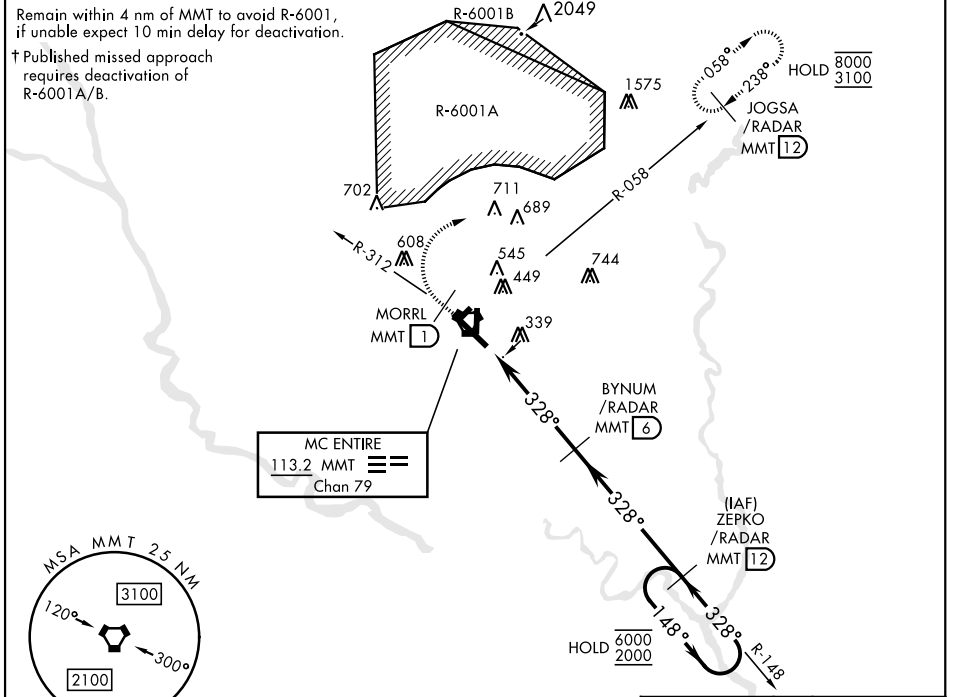 Remain within 4 nm of MMT to avoid R-6001,
if unable expect 10 min delay for deactivation.
† Published missed approach
requires deactivation of
R-6001A/B.
R-6001B
2049
R-6001A
1575
058°
238°
HOLD 8000
3100
JOGSA
/RADAR
MMT 12
R-058
702
711
689
608
R-312
545
449
744
MORRL
MMT 1
339
328°
BYNUM
/RADAR
MMT 6
MC ENTIRE
113.2 MMT
Chan 79
328°
(IAF)
ZEPKO
/RADAR
MMT 12
148°
328°
R-148
HOLD 6000
2000
MSA MMT 25 NM
3100
120°
300°
2100